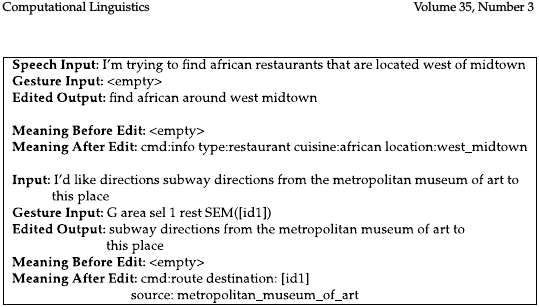 Computational Linguistics
Volume 35, Number 3
Speech Input: I'm trying to find african restaurants that are located west of midtown
Gesture Input: <empty>
Edited Output: find african around west midtown
Meaning Before Edit: <empty>
Meaning After Edit: cmd:info type:restaurant cuisine:african location:west_midtown
Input: I'd like directions subway directions from the metropolitan museum of art to
this place
Gesture Input: G area sel 1 rest SEM([id1])
Edited Output: subway directions from the metropolitan museum of art to
this place
Meaning Before Edit: <empty>
Meaning After Edit: cmd:route destination: [id1]
source: metropolitan_museum_of_art